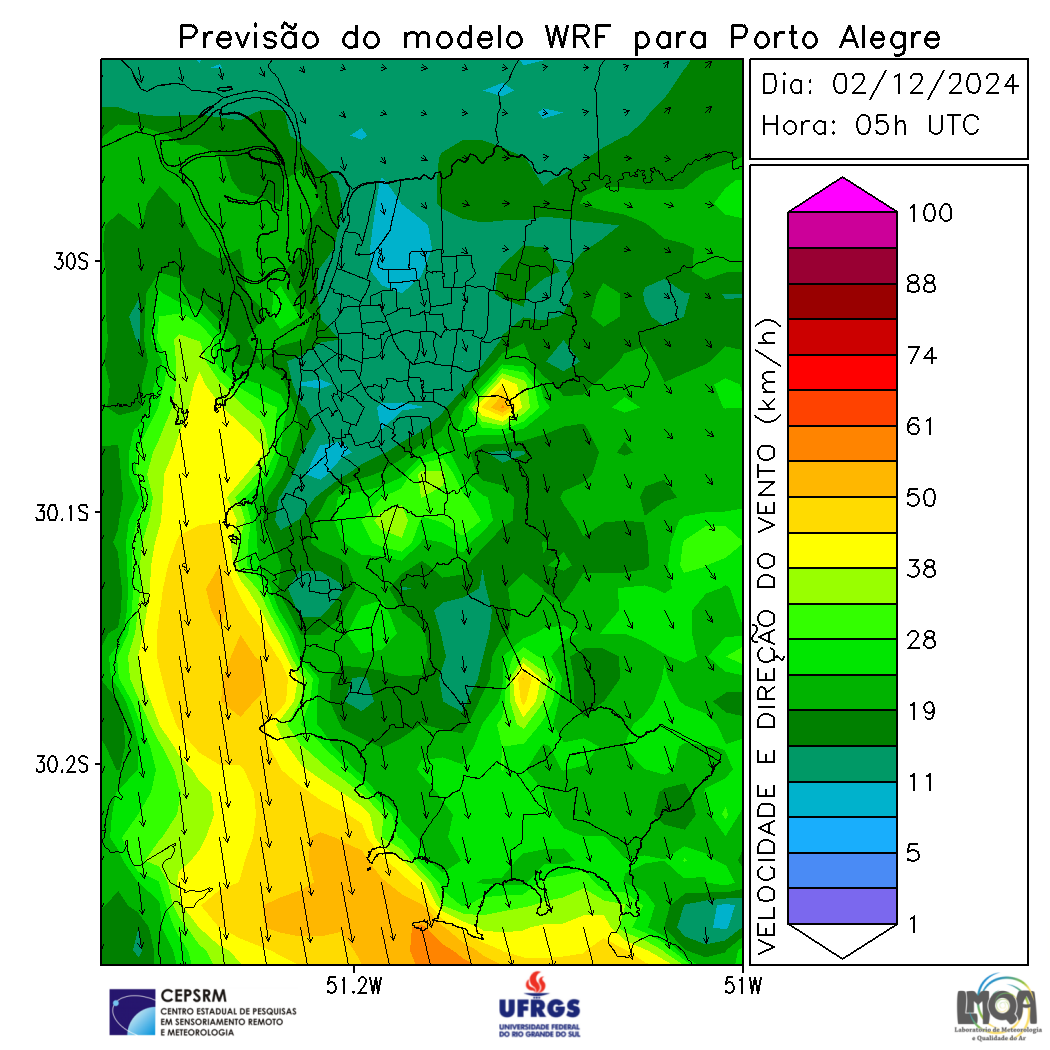 Previsão do modelo WRF para Porto Alegre
Dia: 02/12/2024
Hora: 05h UTC
30S
30.1S
30.2S
51.2W
51W
VELOCIDADE E DIREÇÃO DO VENTO (km/h)
100
88
74
61
50
38
28
19
11
5
1
CEPSRM
CENTRO ESTADUAL DE PESQUISAS
EM SENSORIAMENTO REMOTO
E METEOROLOGIA
UFRGS
UNIVERSIDADE FEDERAL
DO RIO GRANDE DO SUL
LMQA
Laboratório de Meteorologia
e Qualidade do Ar